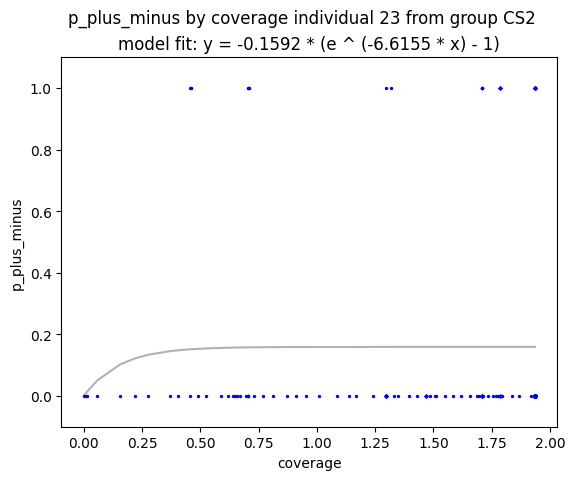 p_plus_minus by coverage individual 23 from group CS2
model fit: y = -0.1592 * (e ^ (-6.6155 * x) - 1)
1.0
0.8
0.6
0.4
0.2
0.0
p_plus_minus
0.00 0.25 0.50 0.75 1.00 1.25 1.50 1.75 2.00
coverage